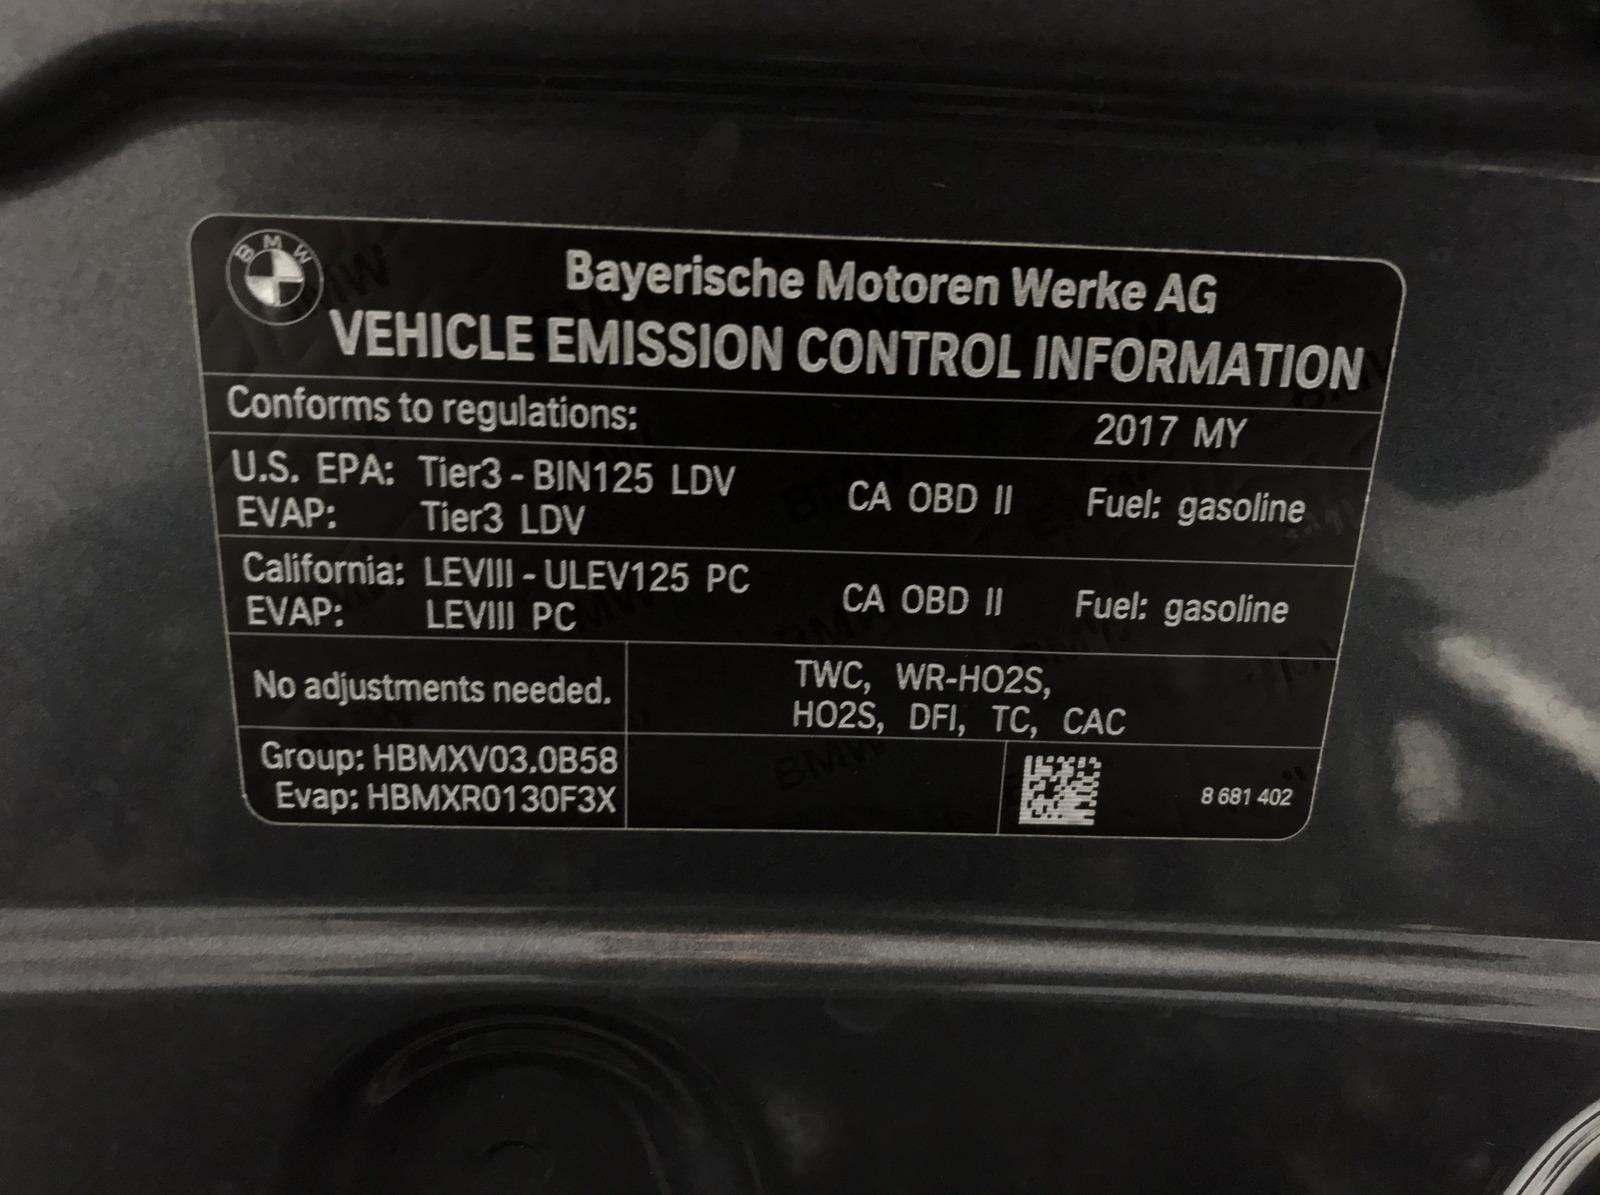 BMW
Bayerische Motoren Werke AG
VEHICLE EMISSION CONTROL INFORMATION
Conforms to regulations: 2017 MY
U.S. EPA: Tier3 - BIN125 LDV CA OBD II Fuel: gasoline
EVAP: Tier3 LDV
California: LEVIII - ULEV125 PC CA OBD II Fuel: gasoline
EVAP: LEVIII PC
No adjustments needed.
TWC, WR-HO2S,
HO2S, DFI, TC, CAC
Group: HBMXV03.0B58
Evap: HBMXR0130F3X
8 681 402